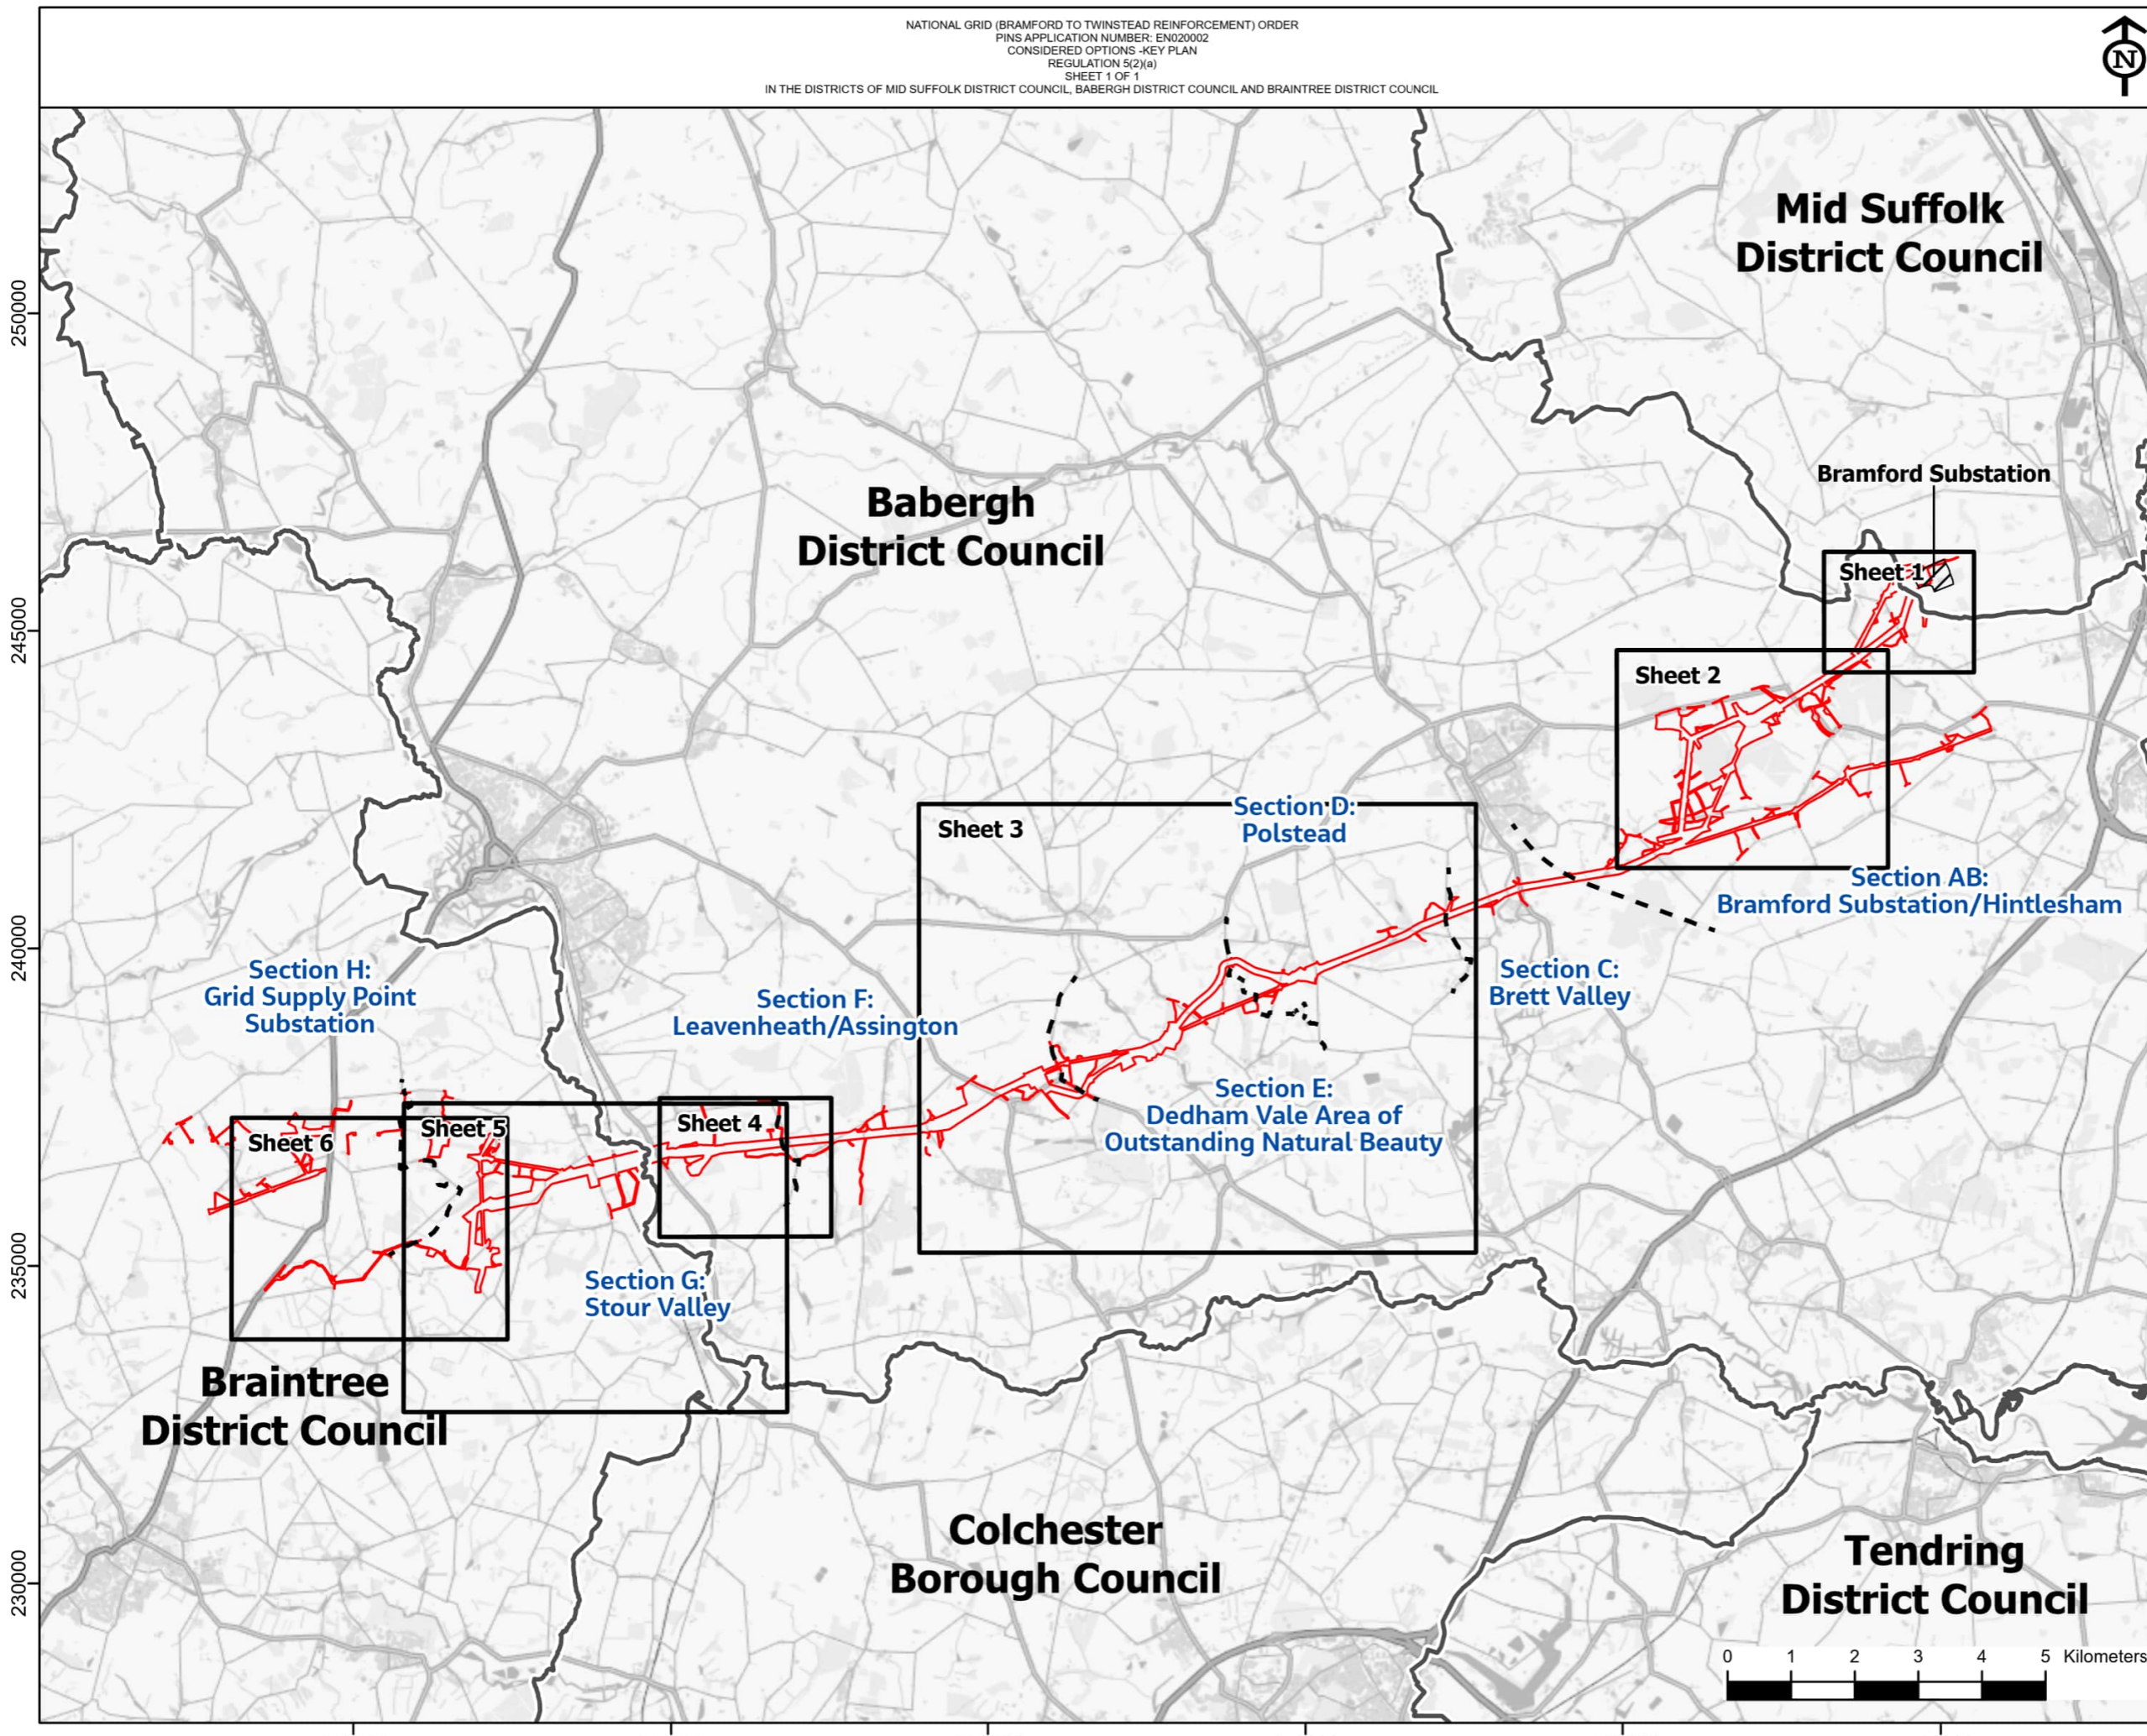 NATIONAL GRID (BRAMFORD TO TWINSTEAD REINFORCEMENT) ORDER
PINS APPLICATION NUMBER: EN020002
CONSIDERED OPTIONS -KEY PLAN
REGULATION 5(2)(a)
SHEET 1 OF 1
IN THE DISTRICTS OF MID SUFFOLK DISTRICT COUNCIL, BABERGH DISTRICT COUNCIL AND BRAINTREE DISTRICT COUNCIL
N
Mid Suffolk
District Council
250000
Bramford Substation
Babergh
District Council
Sheet 1
245000
Sheet 2
Section D:
Polstead
Sheet 3
Section AB:
Bramford Substation/Hintlesham
240000
Section H:
Grid Supply Point
Substation
Section F:
Leavenheath/Assington
Section C:
Brett Valley
Section E:
Dedham Vale Area of
Outstanding Natural Beauty
Sheet 4
Sheet 5
Sheet 6
235000
Section G:
Stour Valley
Braintree
District Council
Colchester
Borough Council
Tendring
District Council
230000
0 1 2 3 4 5 Kilometers